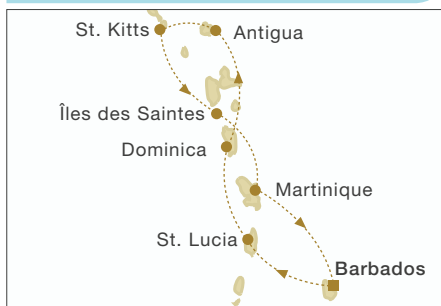 St. Kitts
Antigua
Îles des Saintes
Dominica
Martinique
St. Lucia
Barbados